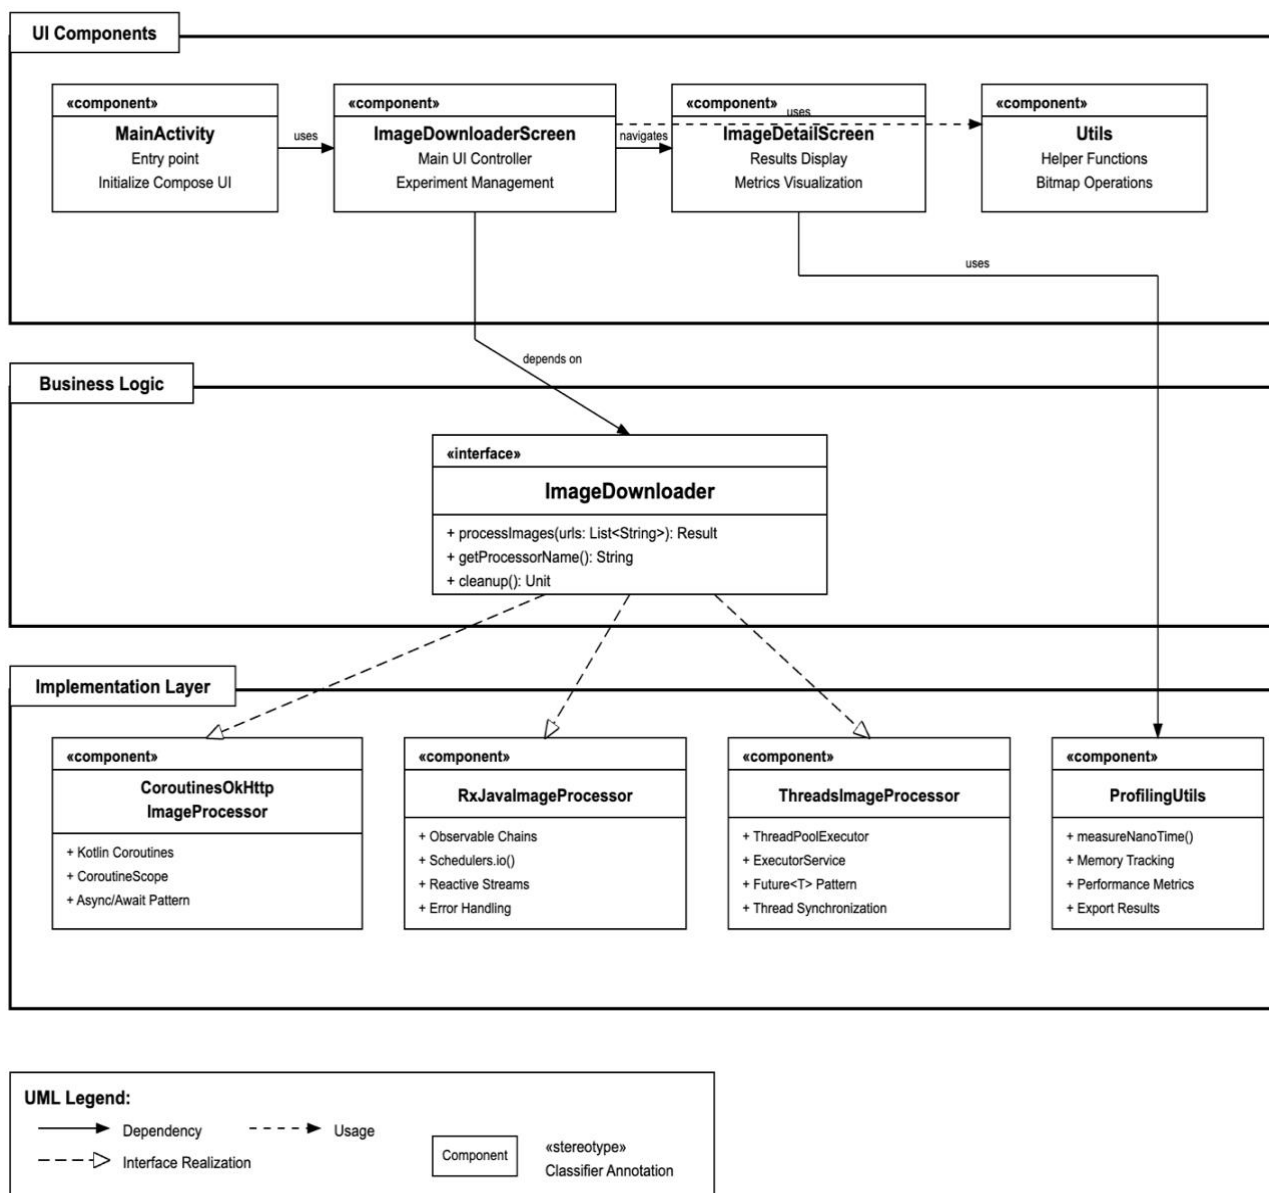 UI Components
«component»
MainActivity
Entry point
Initialize Compose UI
uses
«component»
ImageDownloaderScreen
Main UI Controller
Experiment Management
navigates
«component»
uses
ImageDetailScreen
Results Display
Metrics Visualization
«component»
Utils
Helper Functions
Bitmap Operations
uses
depends on
Business Logic
«interface»
ImageDownloader
+ processImages(urls: List<String>): Result
+ getProcessorName(): String
+ cleanup(): Unit
Implementation Layer
«component»
CoroutinesOkHttp
ImageProcessor
+ Kotlin Coroutines
+ CoroutineScope
+ Async/Await Pattern
«component»
RxJavaImageProcessor
+ Observable Chains
+ Schedulers.io()
+ Reactive Streams
+ Error Handling
«component»
ThreadsImageProcessor
+ ThreadPoolExecutor
+ ExecutorService
+ Future<T> Pattern
+ Thread Synchronization
«component»
ProfilingUtils
+ measureNanoTime()
+ Memory Tracking
+ Performance Metrics
+ Export Results
UML Legend:
Dependency
Usage
Interface Realization
Component
«stereotype»
Classifier Annotation